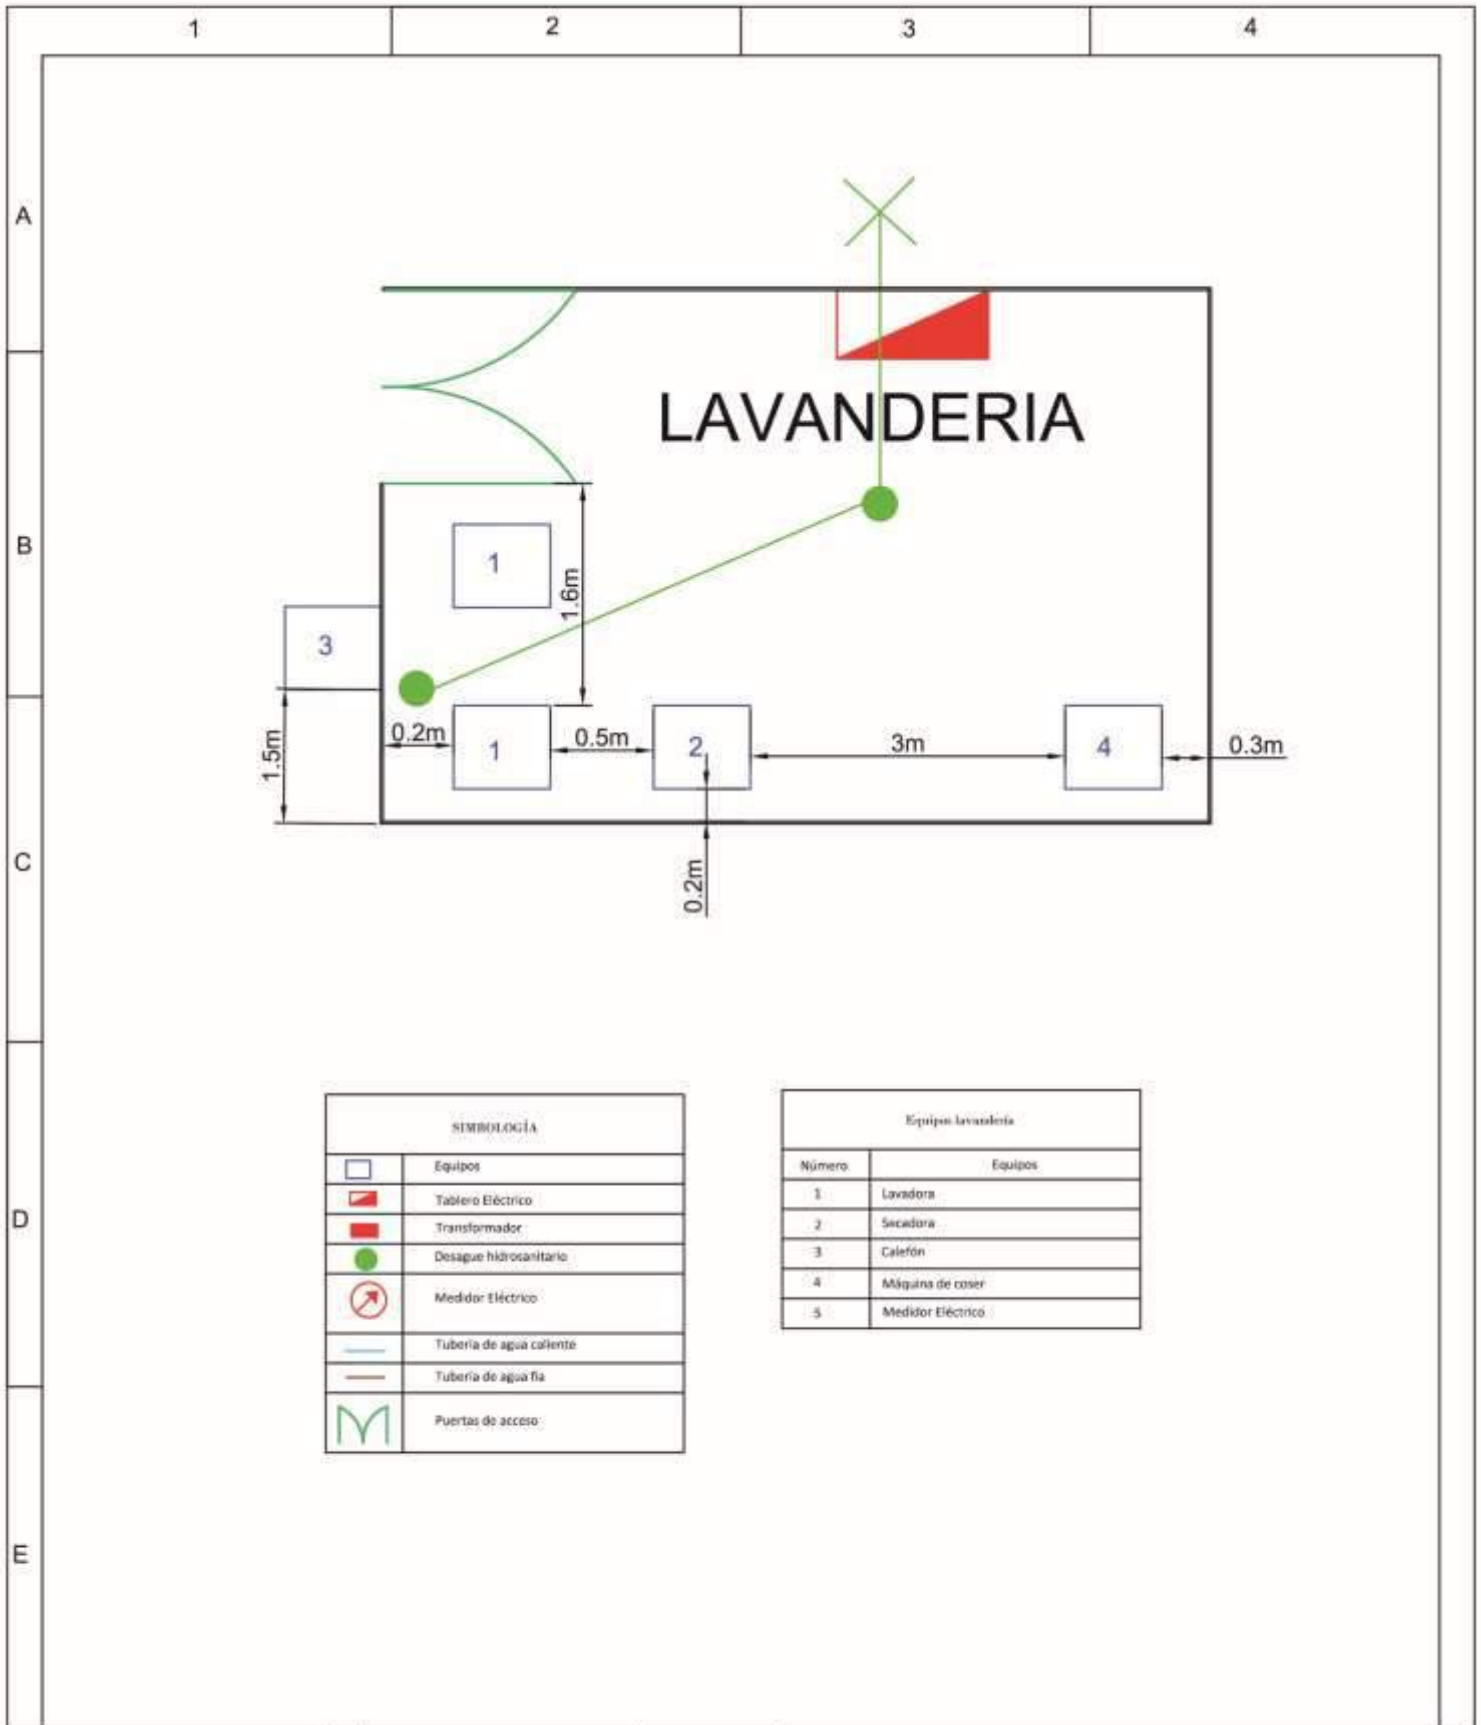 1 2 3 4
A
LAVANDERIA
B
1
1.6m
3
C
1.5m
0.2m
1
0.5m
2
3m
4
0.3m
0.2m
SIMBOLOGÍA
Equipos
Tablero Eléctrico
Transformador
Desague hidrosanitario
Medidor Eléctrico
Tubería de agua caliente
Tubería de agua fia
Puertas de acceso
Equipos lavandería
Número Equipos
1 Lavadora
2 Secadora
3 Calefón
4 Máquina de coser
5 Medidor Eléctrico
D
E